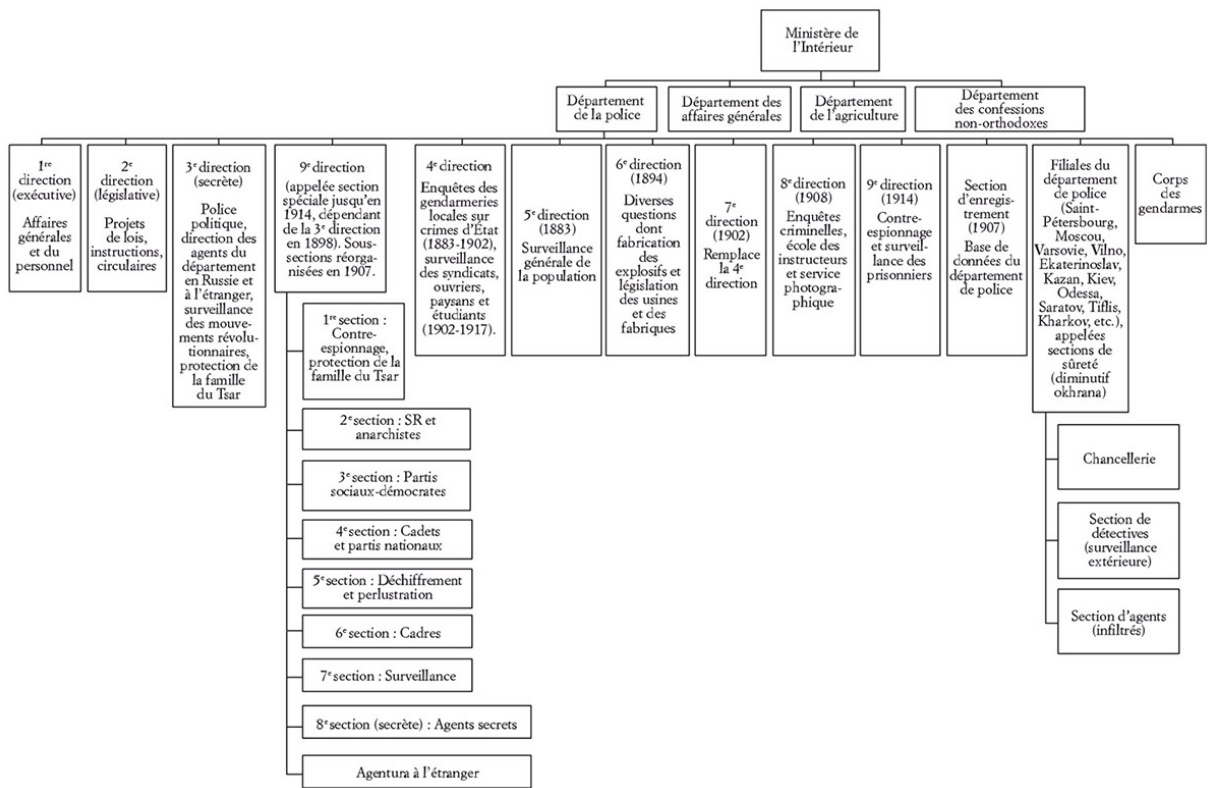 Ministère de
l'Intérieur
Département
de la police
Département des
affaires générales
Département
de l'agriculture
Département
des confessions
non-orthodoxes
1re
direction
(exécutive)
Affaires
générales
et du
personnel
2e
direction
(législative)
Projets
de lois,
instructions,
circulaires
3e direction
(secrète)
Police
politique,
direction des
agents du
département
en Russie et
à l'étranger,
surveillance
des mouve-
ments révolu-
tionnaires,
protection de
la famille
du Tsar
9e direction
(appelée section
spéciale jusqu'en
1914, dépendant
de la 3e direction
en 1898). Sous-
sections réorga-
nisées en 1907.
1re section :
Contre-
espionnage,
protection de la
famille du Tsar
2e section : SR et
anarchistes
3e section : Partis
sociaux-démocrates
4e section : Cadets
et partis nationaux
5e section : Déchiffrement
et perlustration
6e section : Cadres
7e section : Surveillance
8e section (secrète) : Agents secrets
Agentura à l'étranger
4e direction
Enquêtes des
gendarmeries
locales sur
crimes d'État
(1883-1902),
surveillance
des syndicats,
ouvriers,
paysans et
étudiants
(1902-1917).
5e direction
(1883)
Surveillance
générale de la
population
6e direction
(1894)
Diverses
questions
dont
fabrication
des
explosifs et
législation
des usines
et des
fabriques
7e
direction
(1902)
Remplace
la 4e
direction
8e direction
(1908)
Enquêtes
criminelles,
école des
instructeurs
et service
photogra-
phique
9e direction
(1914)
Contre-
espionnage
et surveil-
lance des
prisonniers
Section
d'enregis-
trement
(1907)
Base de
données du
département
de police
Filiales du
département
de police
(Saint-
Pétersbourg,
Moscou,
Varsovie, Vilno,
Ekaterinoslav,
Kazan, Kiev,
Odessa,
Saratov, Tiflis,
Kharkov, etc.),
appelées
sections de
sûreté
(diminutif
okhrana)
Chancellerie
Section de
détectives
(surveillance
extérieure)
Section d'agents
(infiltrés)
Corps des
gendarmes